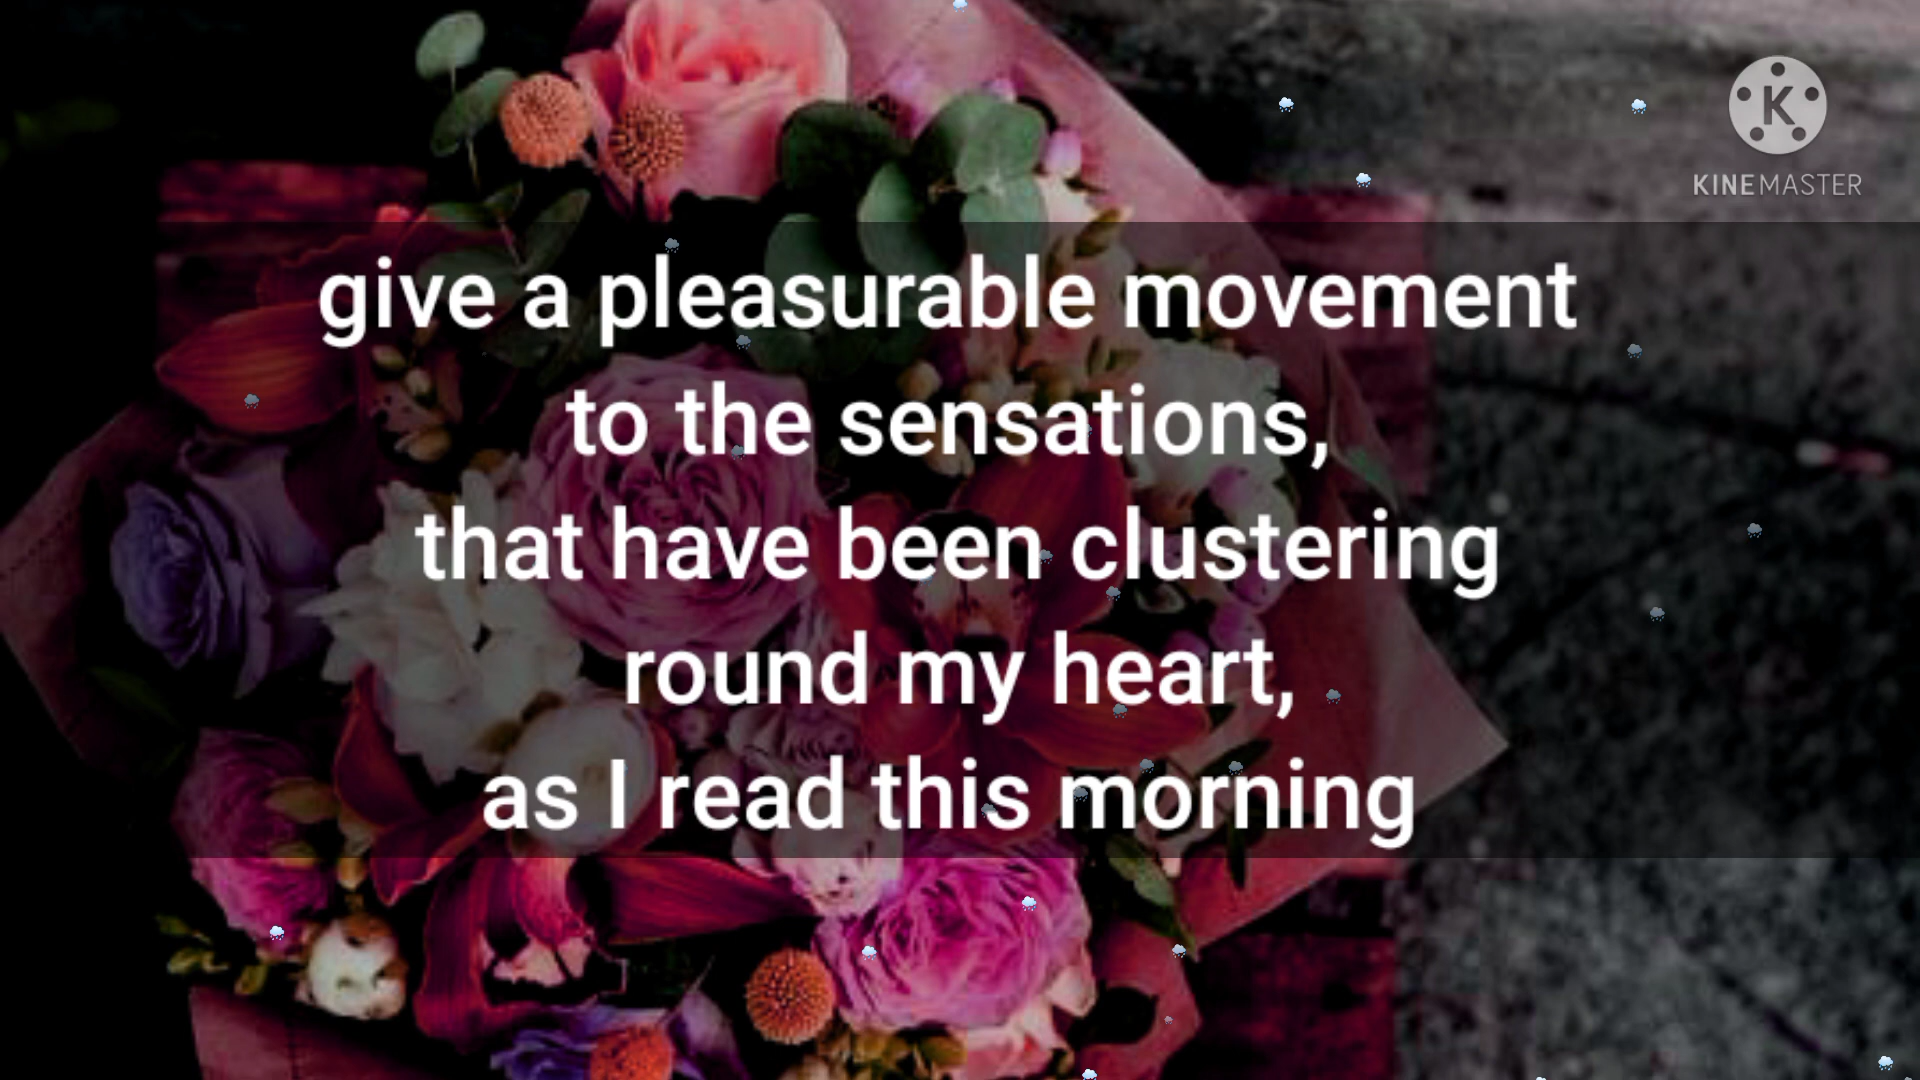 KINEMASTER
give a pleasurable movement
to the sensations,
that have been clustering
round my heart,
as I read this morning